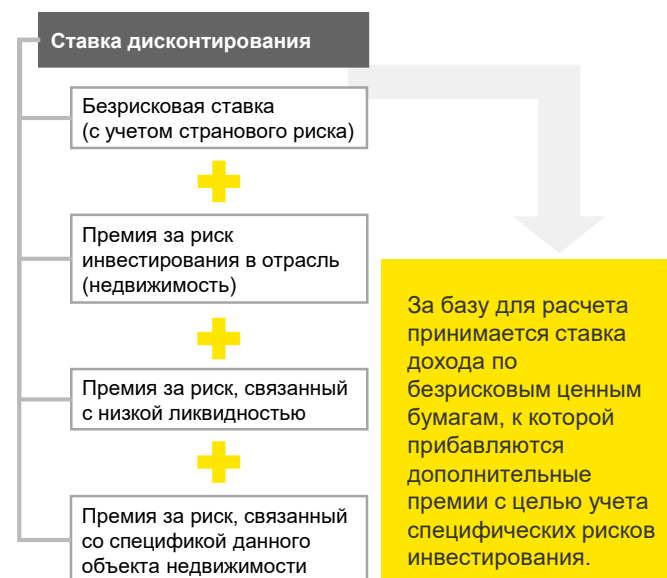 Ставка дисконтирования
Безрисковая ставка
(с учетом странового риска)
Премия за риск
инвестирования в отрасль
(недвижимость)
Премия за риск, связанный
с низкой ликвидностью
Премия за риск, связанный
со спецификой данного
объекта недвижимости
За базу для расчета
принимается ставка
дохода по
безрисковым ценным
бумагам, к которой
прибавляются
дополнительные
премии с целью учета
специфических рисков
инвестирования.